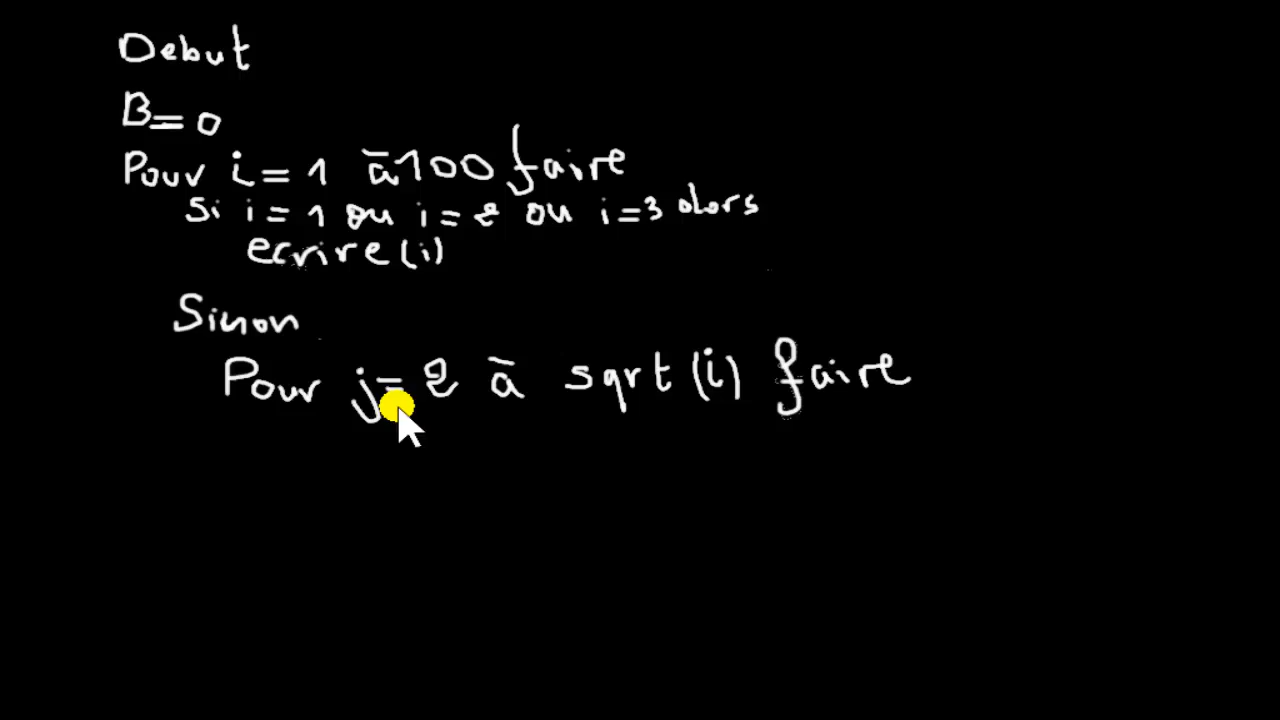 Debut
B=0
Pour i=1 à 100 faire
Si i=1 ou i=2 ou i=3 alors
ecrire(i)
Sinon
Pour j=2 à sqrt(i) faire